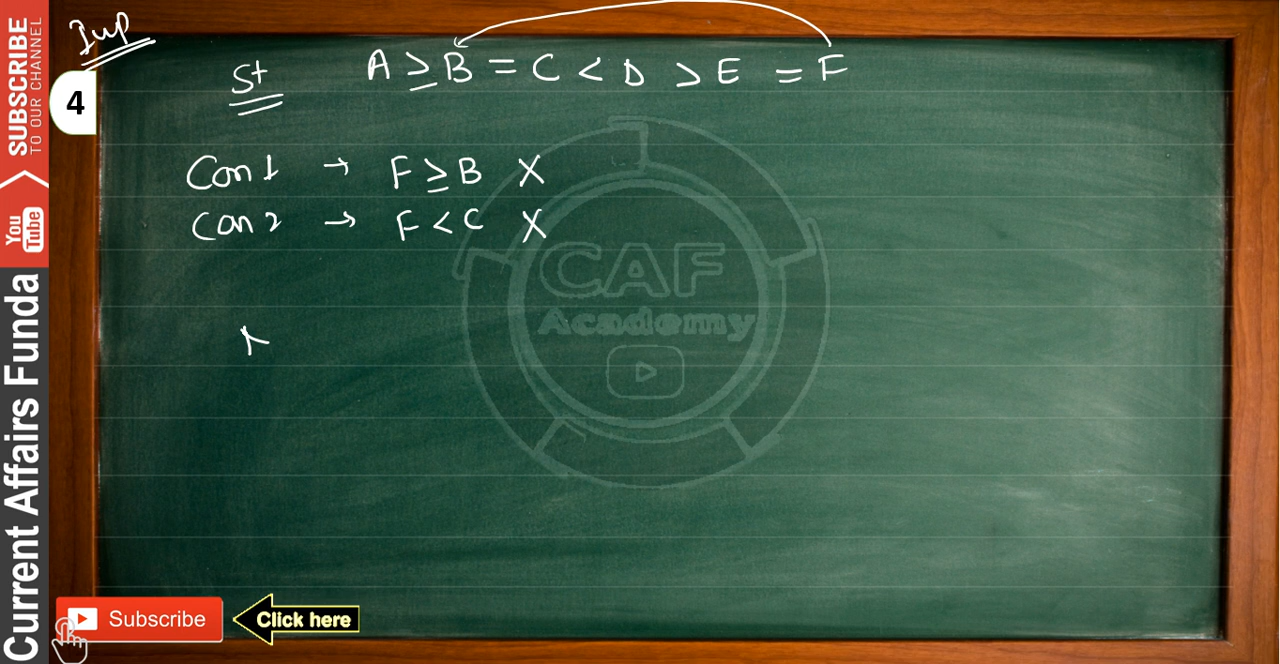 Imp
4
St A ≥ B = C < D > E = F
Con 1 → F ≥ B X
Con 2 → F < C X
CAF
Academy
SUBSCRIBE
TO OUR CHANNEL
You
Tube
Current Affairs Funda
Subscribe
Click here